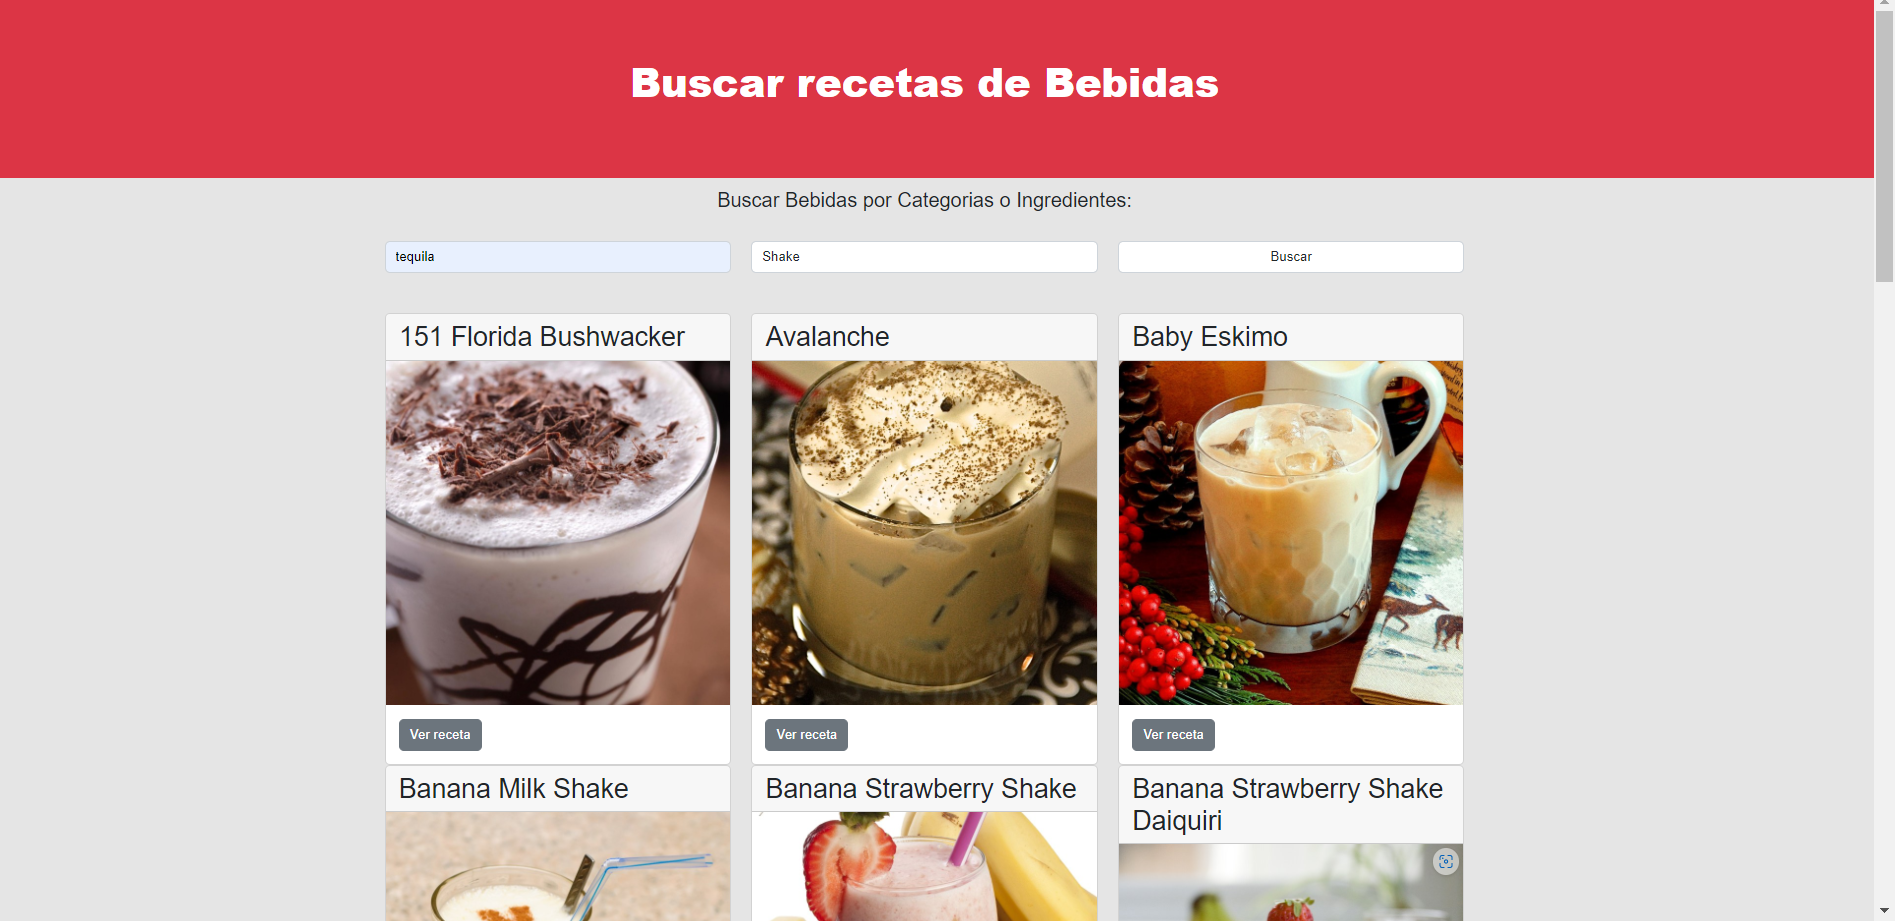 Buscar recetas de Bebidas
Buscar Bebidas por Categorias o Ingredientes:
tequila
Shake
Buscar
151 Florida Bushwacker
Avalanche
Baby Eskimo
Ver receta
Ver receta
Ver receta
Banana Milk Shake
Banana Strawberry Shake
Banana Strawberry Shake
Daiquiri